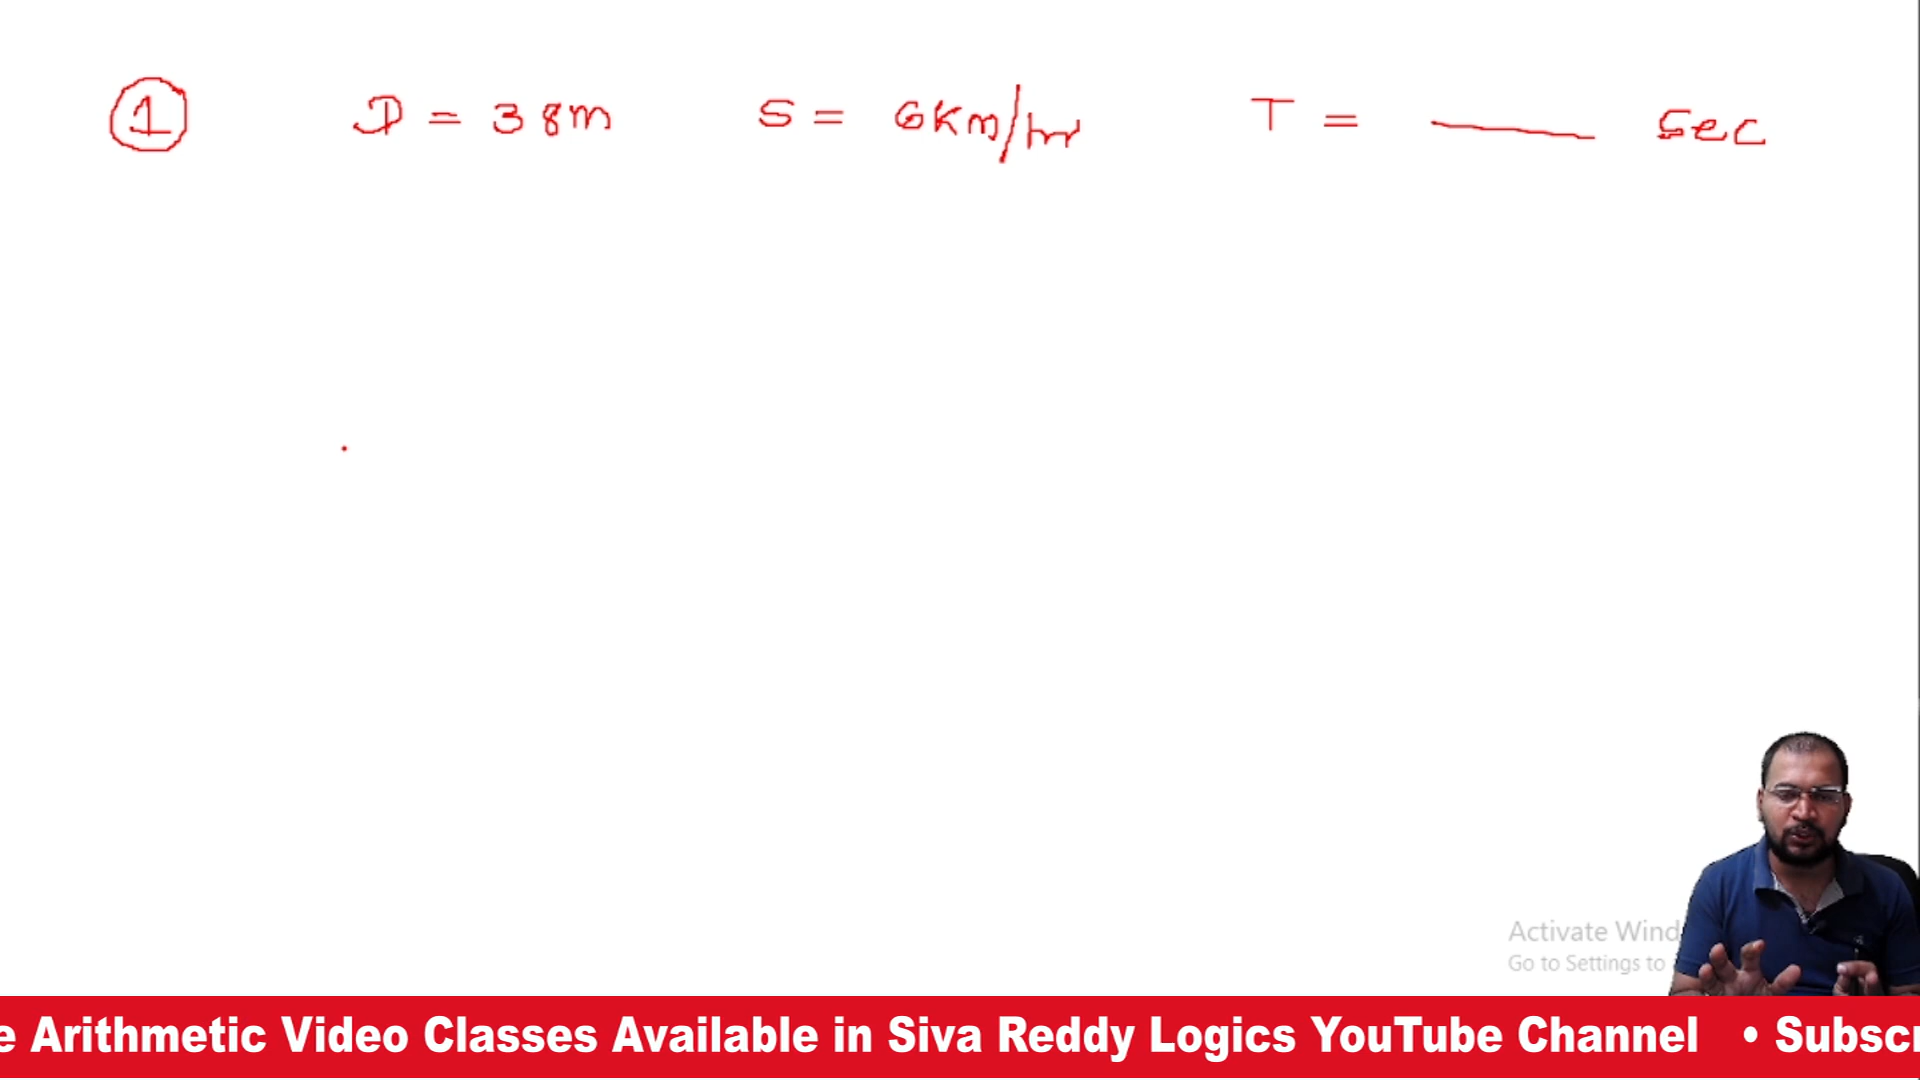 1 D = 38m S = 6Km/hr T = ____ Sec
Activate Wind
Go to Settings to
e Arithmetic Video Classes Available in Siva Reddy Logics YouTube Channel • Subscr